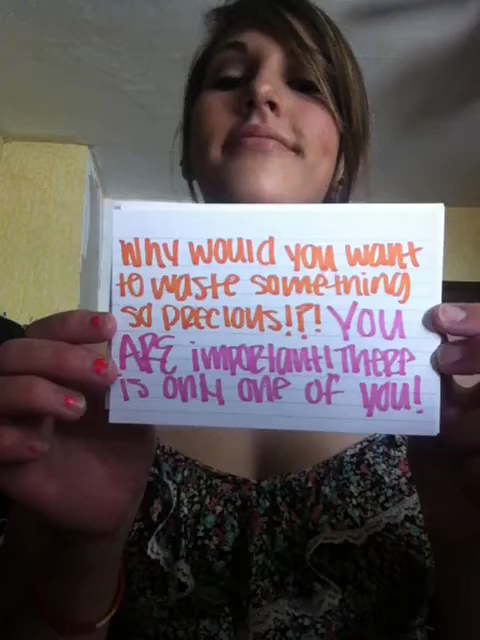 WHY WOULD YOU WANT
to waste something
so precious!?! You
ARE important! There
is only one of you!